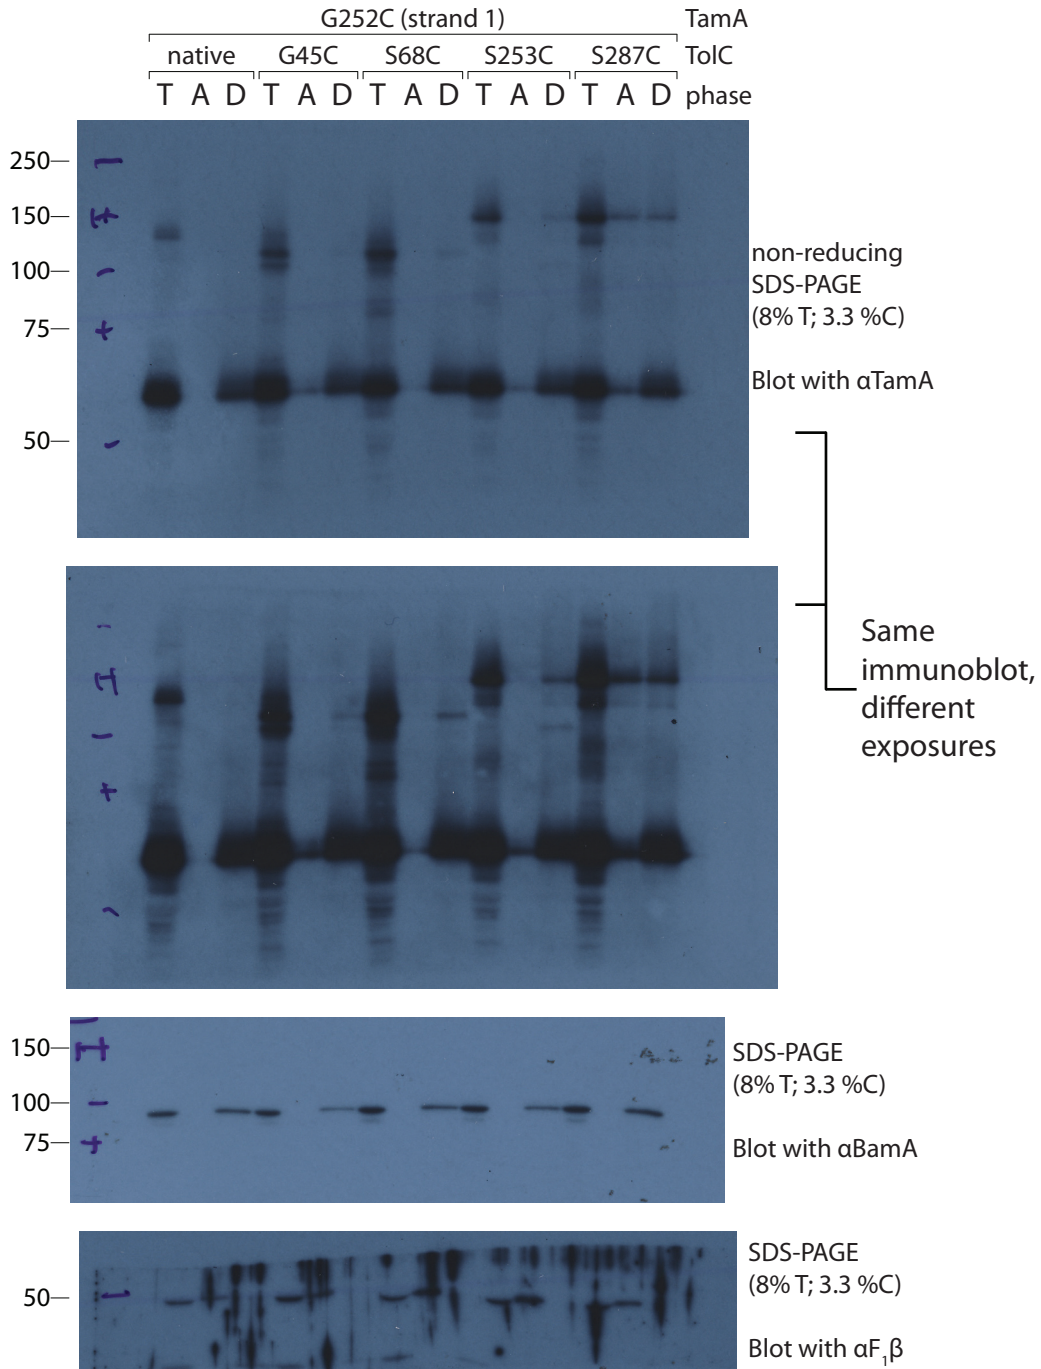 G252C (strand 1) TamA
native G45C S68C S253C S287C TolC
T A D T A D T A D T A D T A D phase
250
150
100
75
50
non-reducing
SDS-PAGE
(8% T; 3.3 %C)
Blot with αTamA
Same
immunoblot,
different
exposures
150
100
75
SDS-PAGE
(8% T; 3.3 %C)
Blot with αBamA
50
SDS-PAGE
(8% T; 3.3 %C)
Blot with αF₁β